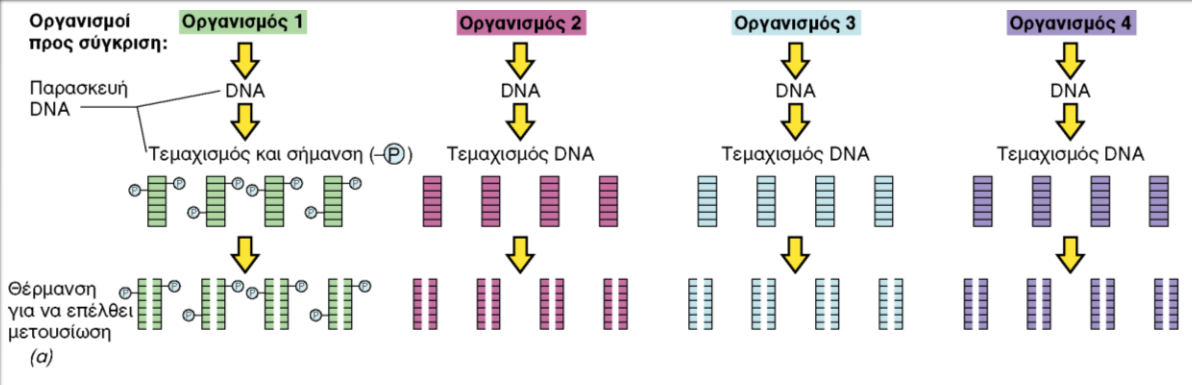 Οργανισμοί
προς σύγκριση:
Οργανισμός 1
Οργανισμός 2
Οργανισμός 3
Οργανισμός 4
Παρασκευή
DNA
DNA
DNA
DNA
DNA
Τεμαχισμός και σήμανση (–P)
Τεμαχισμός DNA
Τεμαχισμός DNA
Τεμαχισμός DNA
P P P P P P P
Θέρμανση
για να επέλθει
μετουσίωση
P P P P P P P
(α)